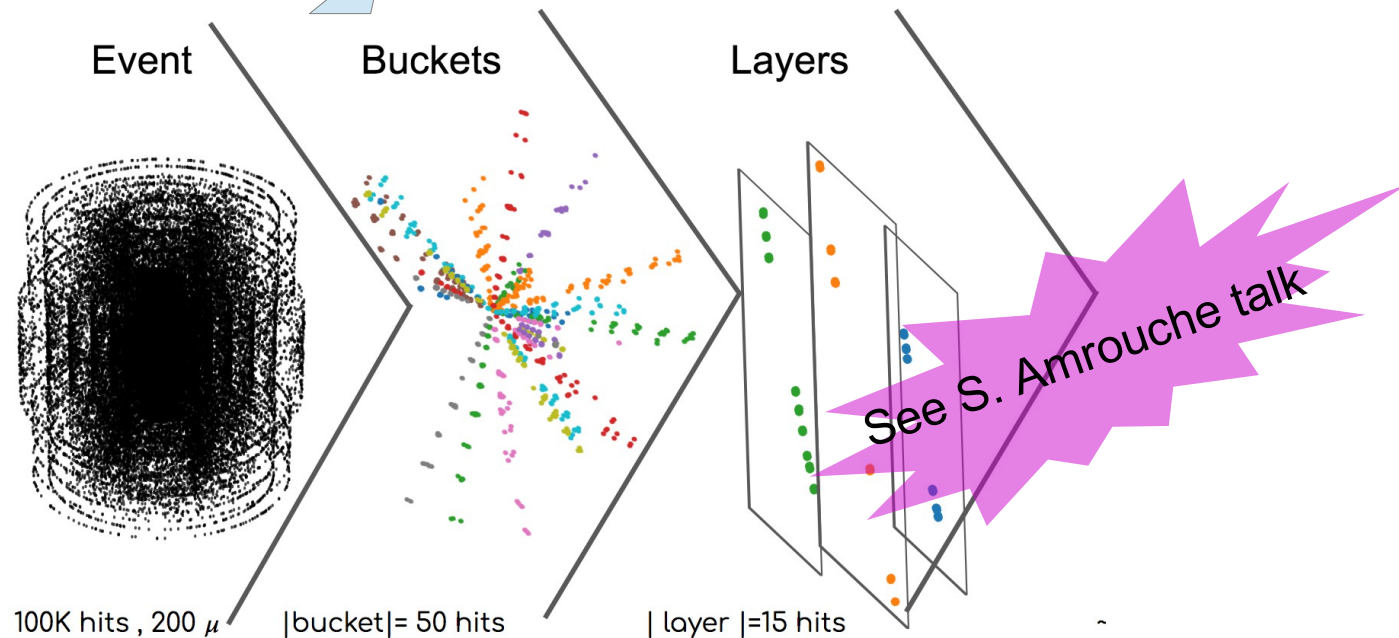 Event
Buckets
Layers
See S. Amrouche talk
100K hits , 200 μ
|bucket|= 50 hits
| layer |=15 hits
~